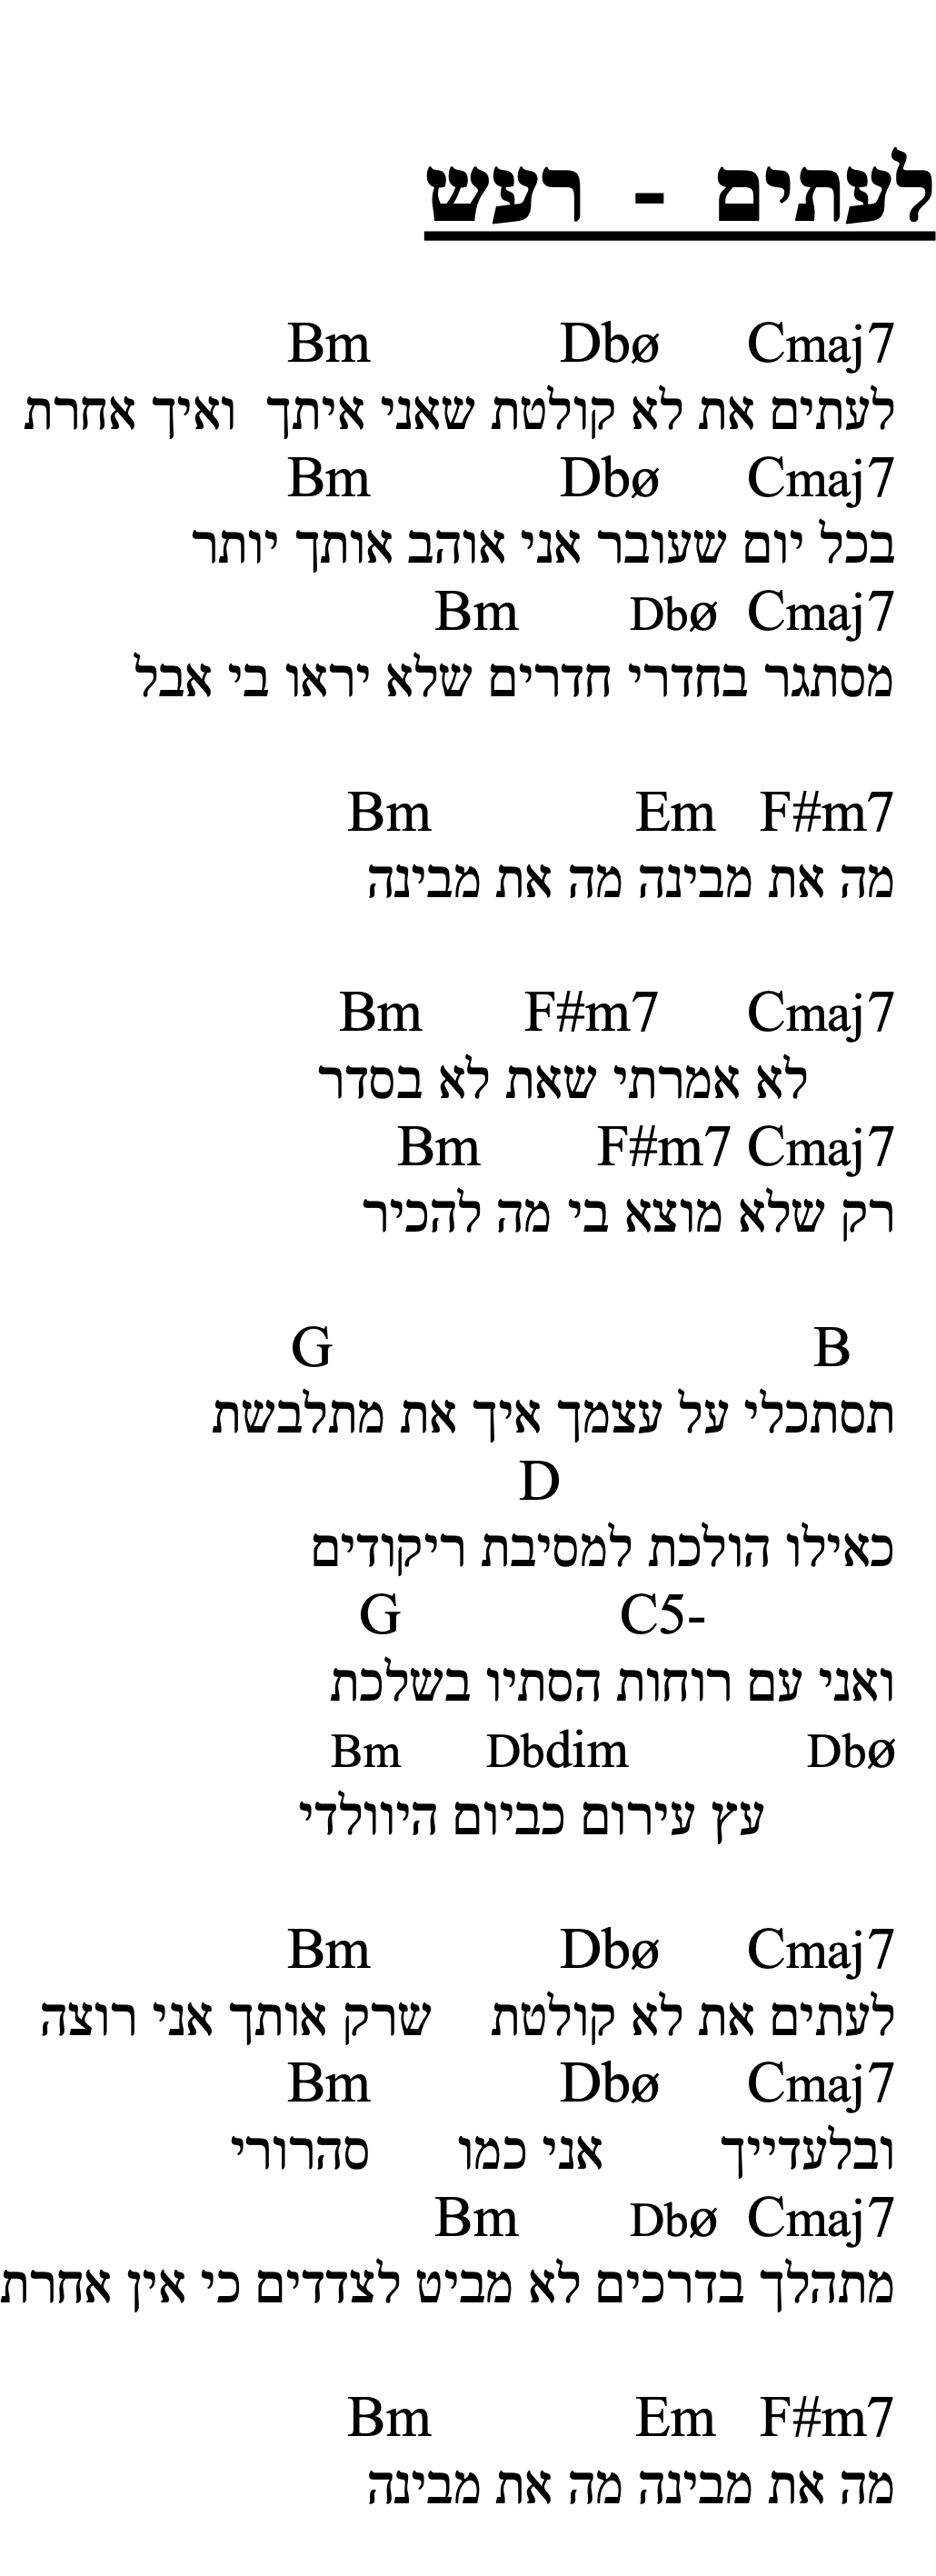 לעתים - רעש
Bm Dbø Cmaj7
לעתים את לא קולטת שאני איתך ואיך אחרת
Bm Dbø Cmaj7
בכל יום שעובר אני אוהב אותך יותר
Bm Dbø Cmaj7
מסתגר בחדרי חדרים שלא יראו בי אבל
Bm Em F#m7
מה את מבינה מה את מבינה
Bm F#m7 Cmaj7
לא אמרתי שאת לא בסדר
Bm F#m7 Cmaj7
רק שלא מוצא בי מה להכיר
G B
תסתכלי על עצמך איך את מתלבשת
D
כאילו הולכת למסיבת ריקודים
G C5-
ואני עם רוחות הסתיו בשלכת
Bm Dbdim Dbø
עץ עירום כביום היוולדי
Bm Dbø Cmaj7
לעתים את לא קולטת שרק אותך אני רוצה
Bm Dbø Cmaj7
ובלעדייך אני כמו סהרורי
Bm Dbø Cmaj7
מתהלך בדרכים לא מביט לצדדים כי אין אחרת
Bm Em F#m7
מה את מבינה מה את מבינה